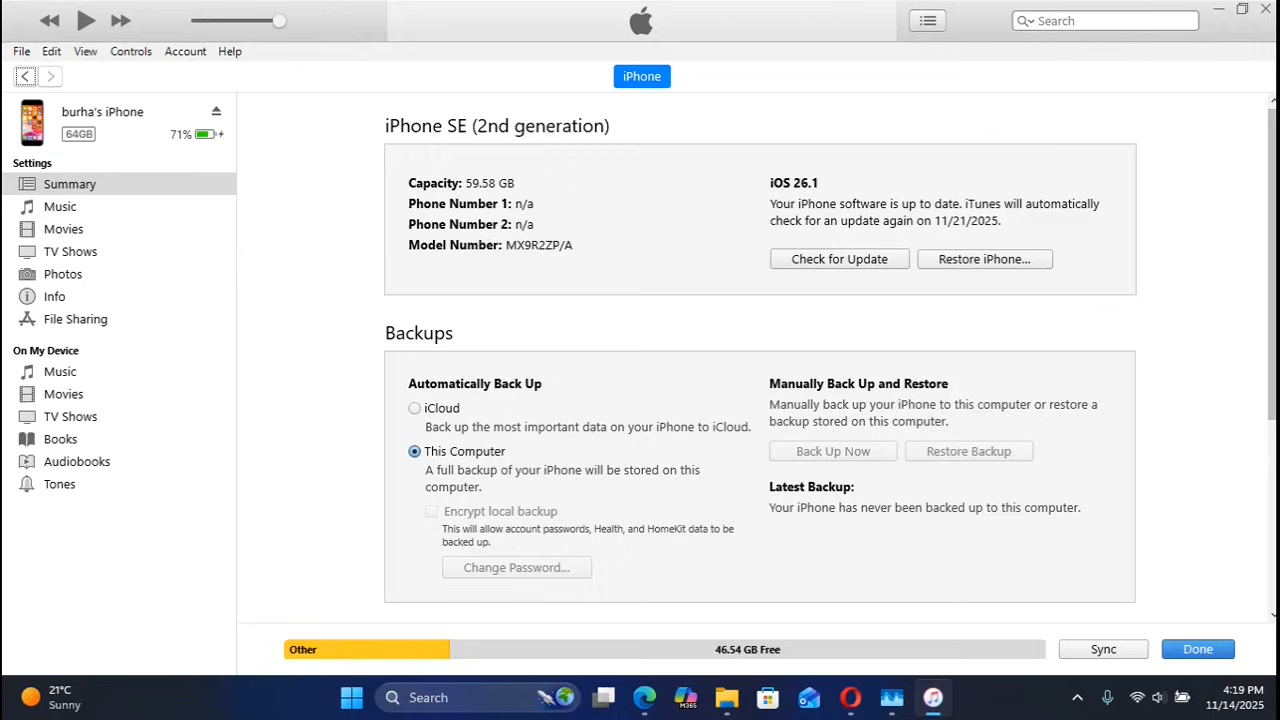 Search
File Edit View Controls Account Help
iPhone
burha's iPhone
64GB
71%
Settings
Summary
Music
Movies
TV Shows
Photos
Info
File Sharing
On My Device
Music
Movies
TV Shows
Books
Audiobooks
Tones
iPhone SE (2nd generation)
Capacity: 59.58 GB
Phone Number 1: n/a
Phone Number 2: n/a
Model Number: MX9R2ZP/A
iOS 26.1
Your iPhone software is up to date. iTunes will automatically
check for an update again on 11/21/2025.
Check for Update
Restore iPhone...
Backups
Automatically Back Up
iCloud
Back up the most important data on your iPhone to iCloud.
This Computer
A full backup of your iPhone will be stored on this
computer.
Encrypt local backup
This will allow account passwords, Health, and HomeKit data to be
backed up.
Change Password...
Manually Back Up and Restore
Manually back up your iPhone to this computer or restore a
backup stored on this computer.
Back Up Now
Restore Backup
Latest Backup:
Your iPhone has never been backed up to this computer.
Other
46.54 GB Free
Sync
Done
21°C
Sunny
Search
M365
4:19 PM
11/14/2025